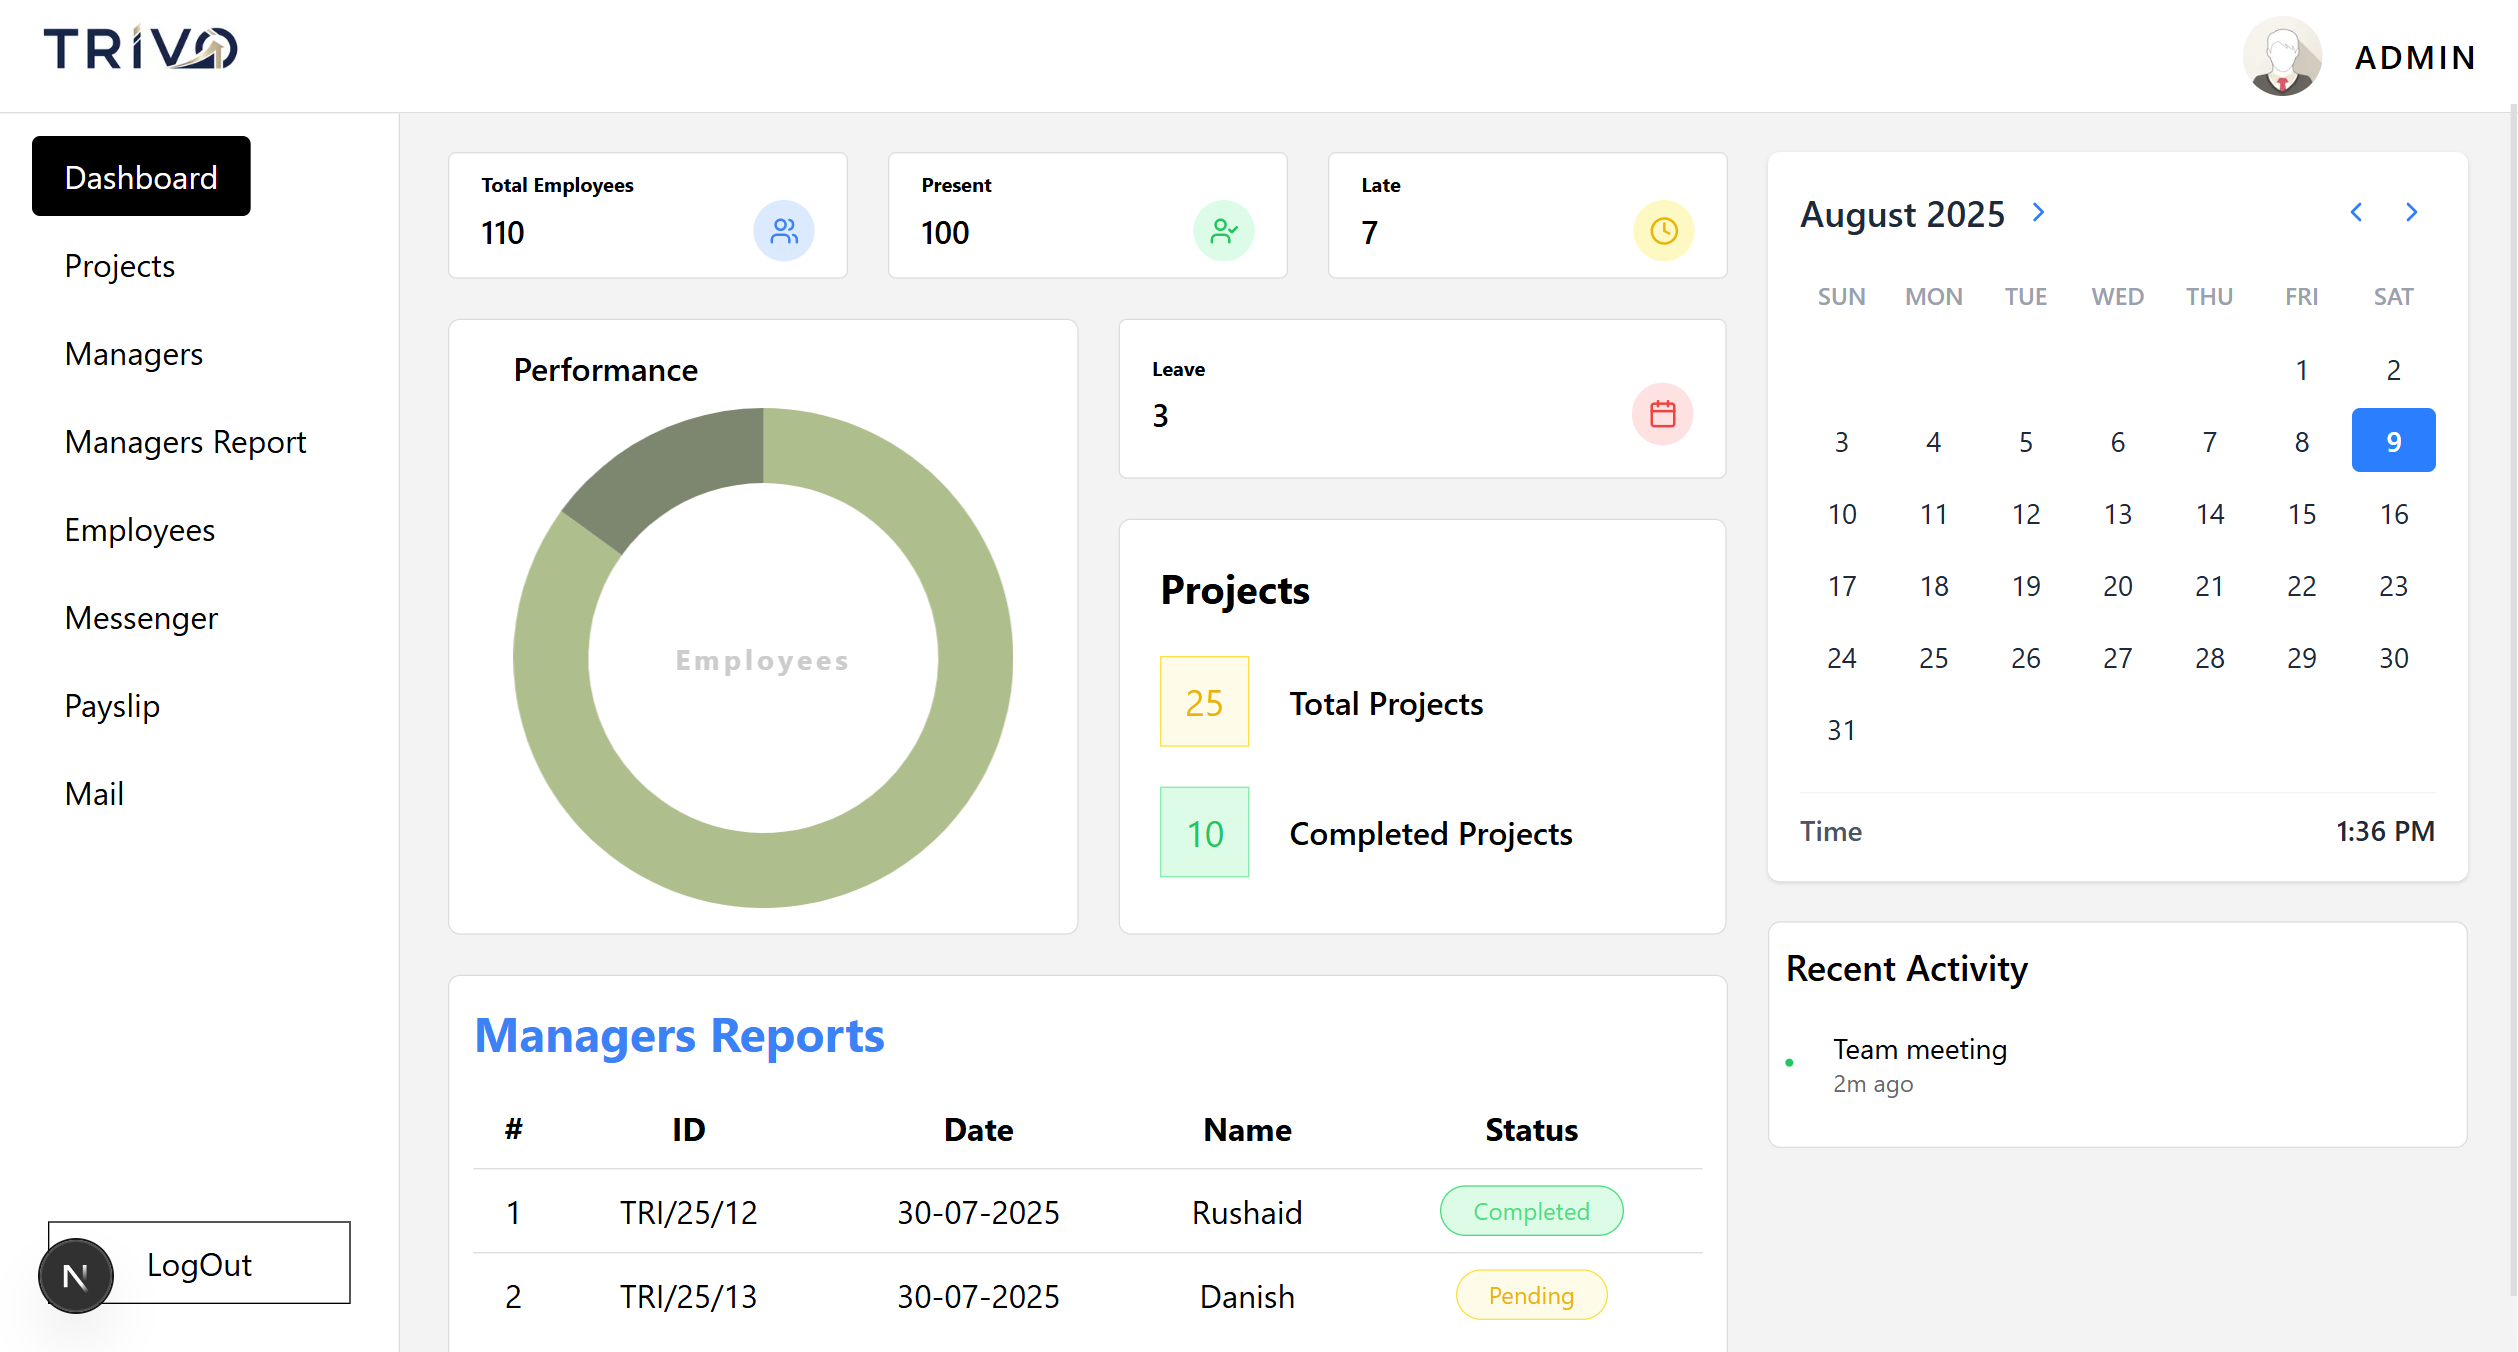 TRIVO
ADMIN
Dashboard
Projects
Managers
Managers Report
Employees
Messenger
Payslip
Mail
N
LogOut
Total Employees
110
Present
100
Late
7
Performance
Employees
Leave
3
Projects
25 Total Projects
10 Completed Projects
Managers Reports
# ID Date Name Status
1 TRI/25/12 30-07-2025 Rushaid Completed
2 TRI/25/13 30-07-2025 Danish Pending
August 2025
SUN MON TUE WED THU FRI SAT
1 2
3 4 5 6 7 8 9
10 11 12 13 14 15 16
17 18 19 20 21 22 23
24 25 26 27 28 29 30
31
Time 1:36 PM
Recent Activity
Team meeting
2m ago